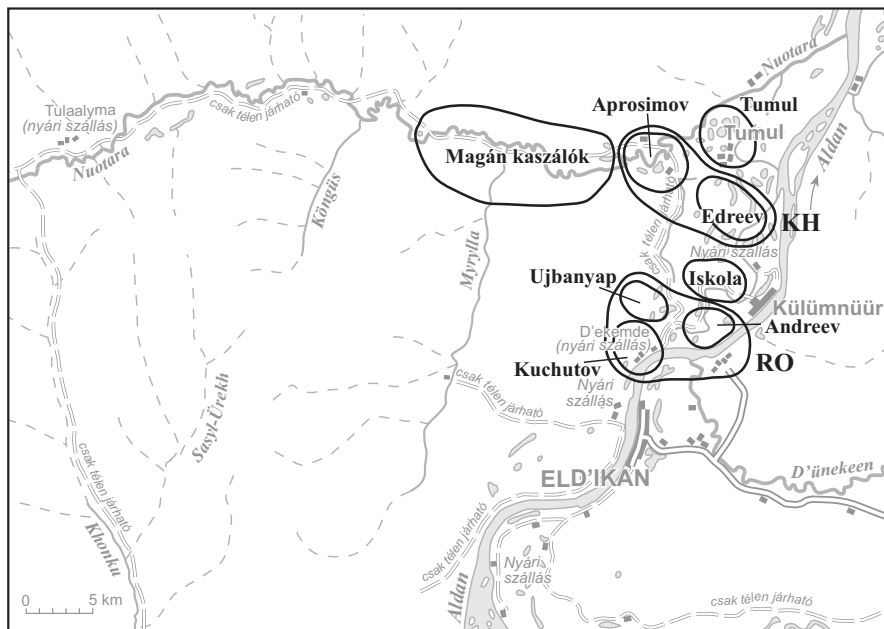 Nuotara
Tulaalyma
(nyári szállás)
csak télen járható
Aprosimov
Tumul
Tumul
Aldan
Magán kaszálók
Nuotara
Köngüs
Edreev
KH
csak télen járható
Nyári szállás
Myrylla
Ujbanyap
Iskola
Külümnüür
D'ekemde
(nyári szállás)
Andreev
Kuchutov
RO
Nyári
szállás
csak télen járható
Sasyl-Ürekh
csak télen járható
ELD'IKAN
D'ünekeen
Khonku
csak télen járható
Nyári
szállás
Aldan
csak télen járható
0 5 km